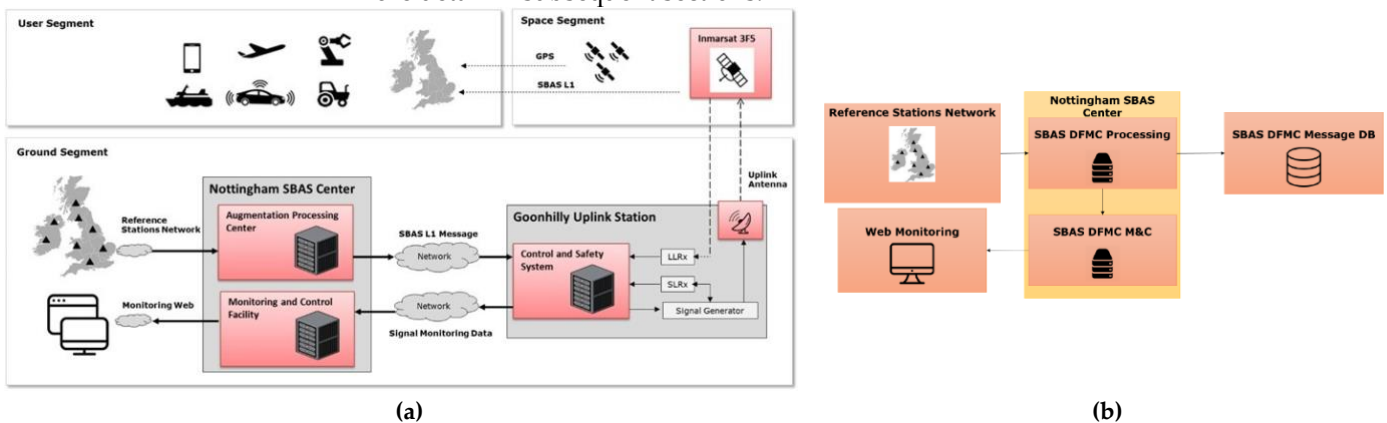 User Segment
Space Segment
Inmarsat 3F5
GPS
SBAS L1
Ground Segment
Nottingham SBAS Center
Augmentation Processing
Center
Reference
Stations Network
SBAS L1 Message
Network
Goonhilly Uplink Station
Uplink
Antenna
Control and Safety
System
LLRx
SLRx
Signal Generator
Monitoring Web
Monitoring and Control
Facility
Network
Signal Monitoring Data
(a)
Nottingham SBAS
Center
Reference Stations Network
SBAS DFMC Processing
SBAS DFMC Message DB
Web Monitoring
SBAS DFMC M&C
(b)